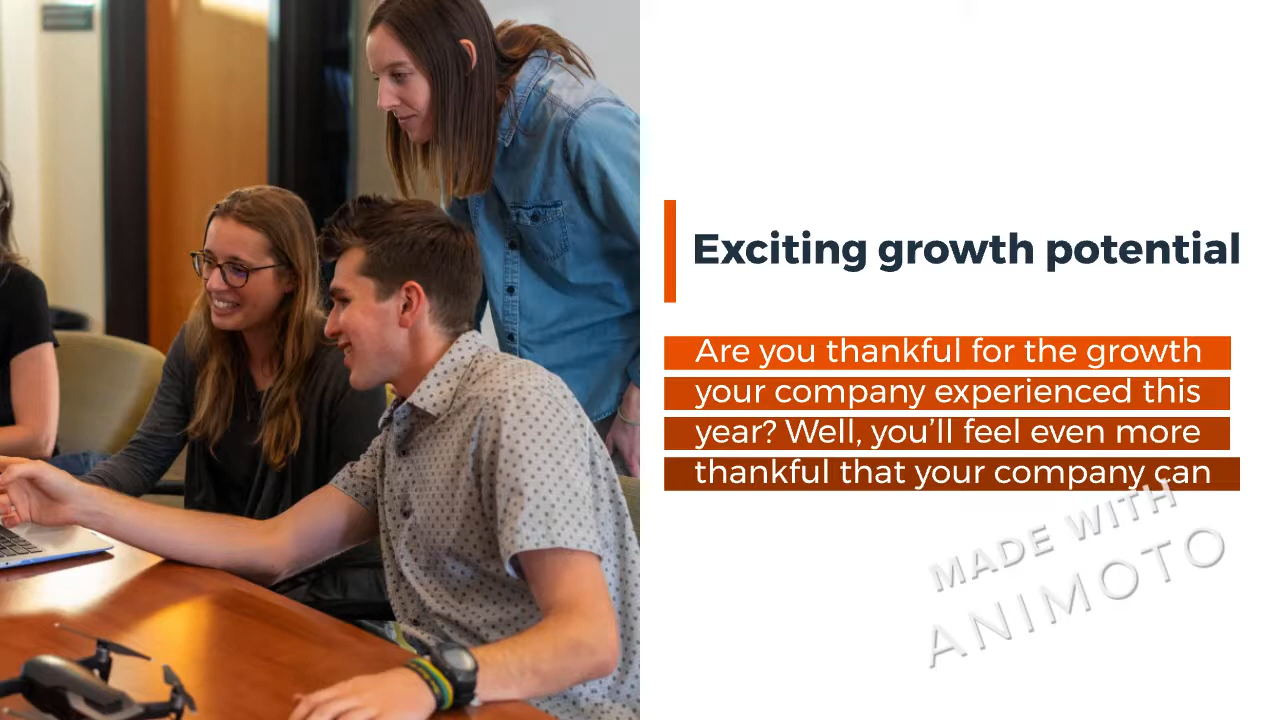 Exciting growth potential
Are you thankful for the growth
your company experienced this
year? Well, you’ll feel even more
thankful that your company can
MADE WITH
ANIMOTO